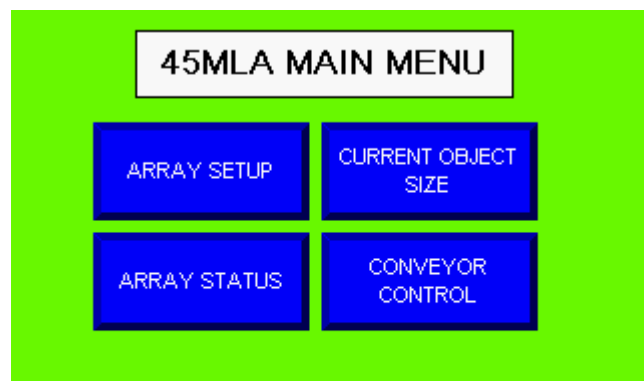 45MLA MAIN MENU
ARRAY SETUP
CURRENT OBJECT
SIZE
ARRAY STATUS
CONVEYOR
CONTROL